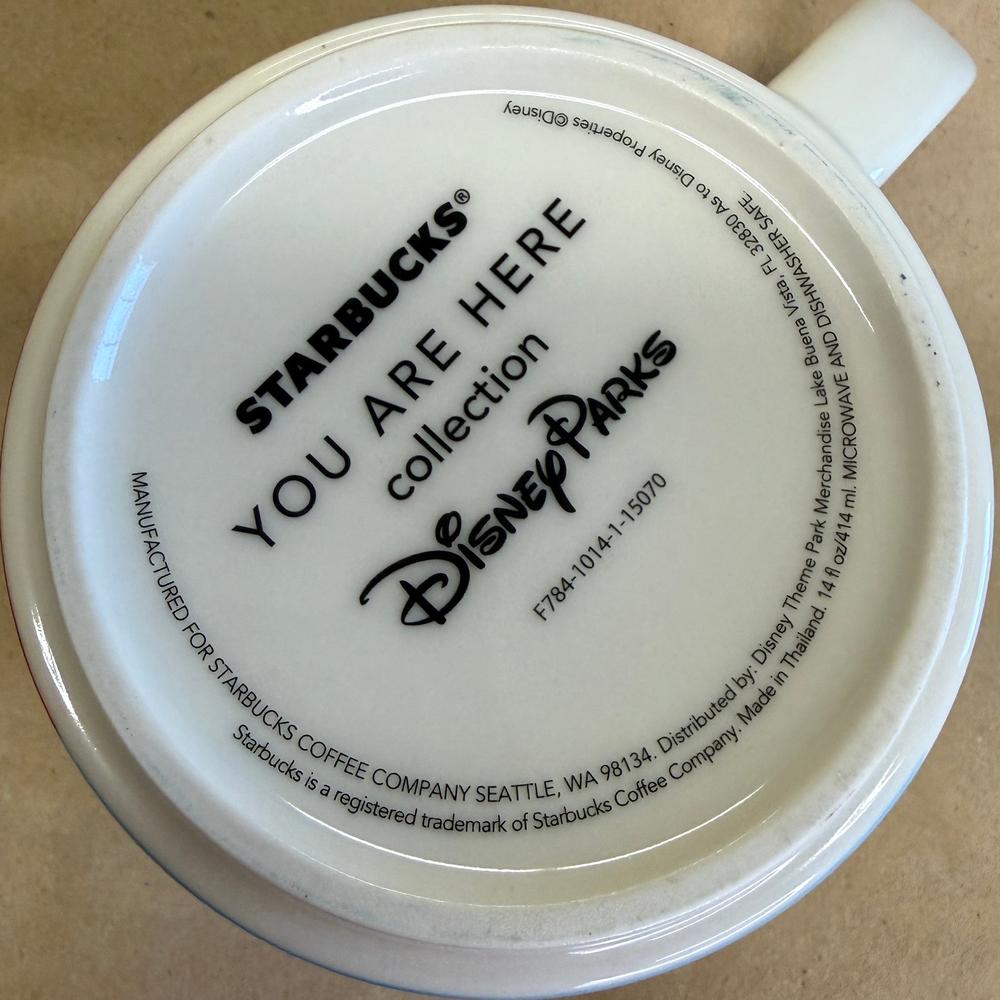 STARBUCKS®
YOU ARE HERE
collection
Disney PARKS
F784-1014-1-15070
MANUFACTURED FOR STARBUCKS COFFEE COMPANY SEATTLE, WA 98134. Distributed by: Disney Theme Park Merchandise Lake Buena Vista, FL 32830 As to Disney Properties ©Disney
Starbucks is a registered trademark of Starbucks Coffee Company. Made in Thailand. 14 fl oz/414 ml. MICROWAVE AND DISHWASHER SAFE.